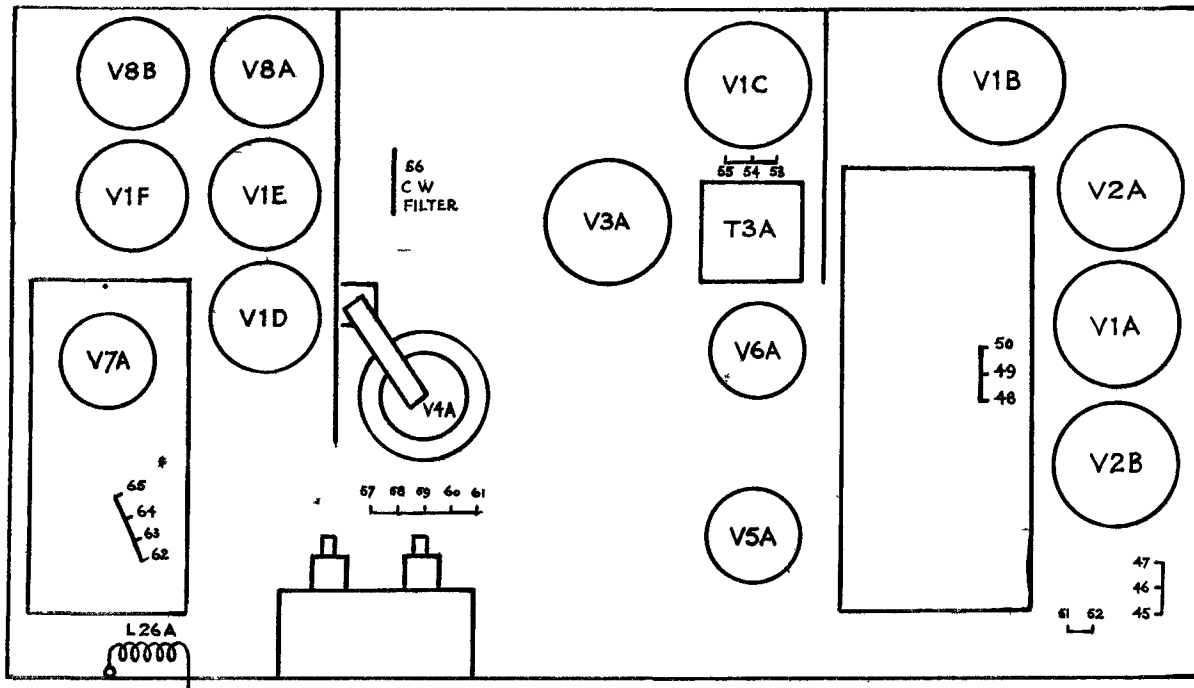 V8B
V8A
V1C
V1B
V1F
V1E
56
C W
FILTER
V3A
55 54 53
T3A
V2A
V1D
V7A
V4A
V6A
V1A
50
49
48
V2B
65
64
63
62
57 58 59 60 61
V5A
47
46
45
51 52
L26A